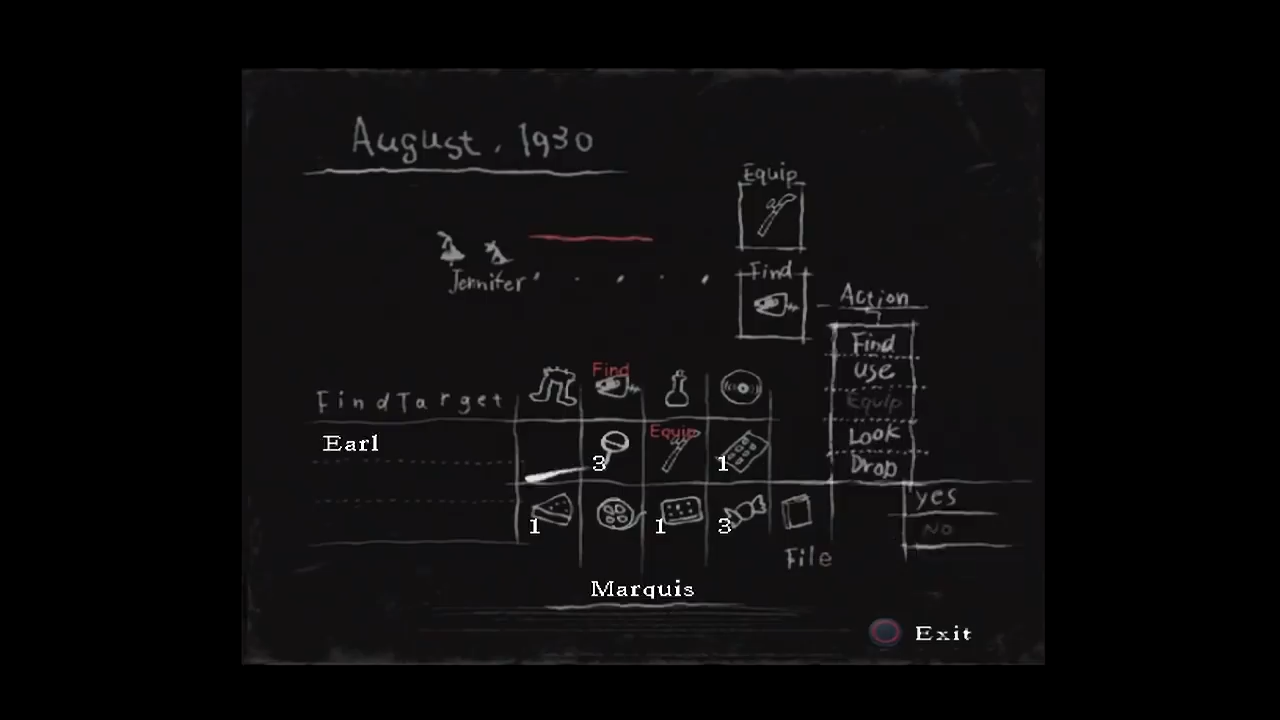 August, 1930
Equip
Jennifer
Find
Action
Find
Use
Equip
Look
Drop
Find
FindTarget
Equip
Earl
3
1
1
1
3
yes
No
File
Marquis
Exit